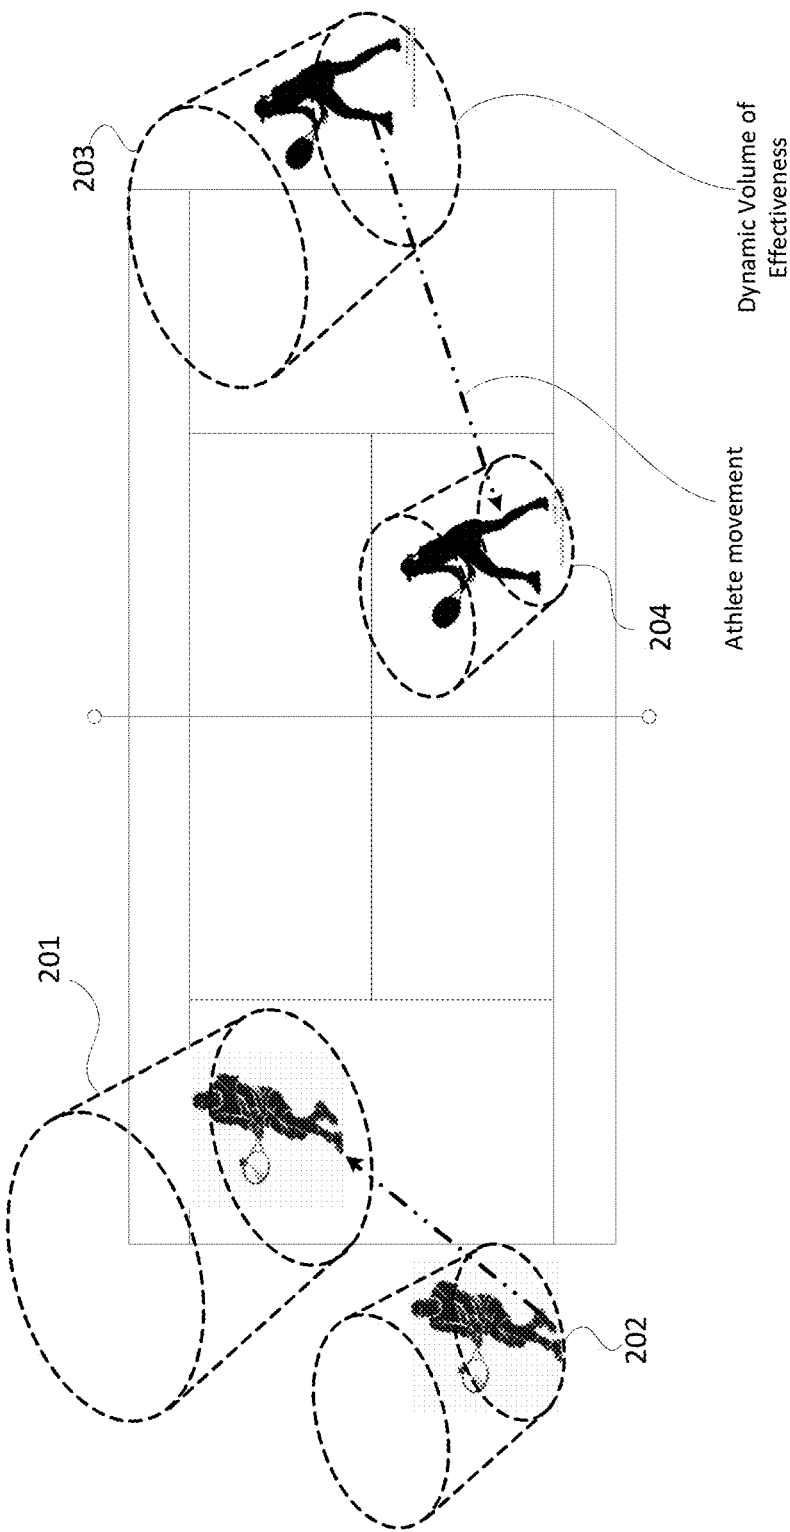 203
Dynamic Volume of
Effectiveness
204
Athlete movement
201
202